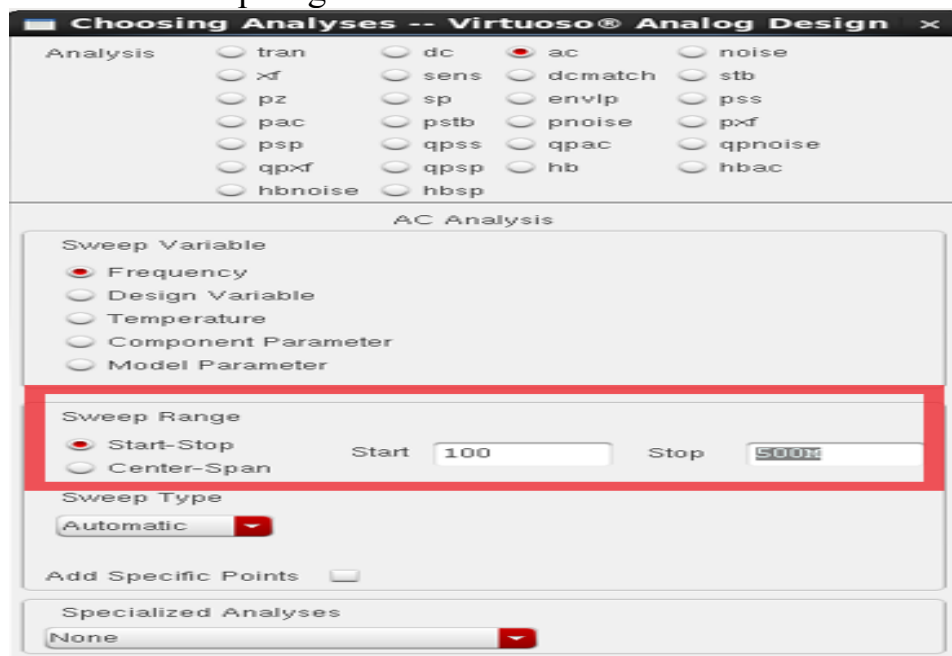 Choosing Analyses -- Virtuoso® Analog Design
Analysis tran dc ac noise
xf sens dcmatch stb
pz sp envlp pss
pac pstb pnoise pxf
psp qpss qpac qpnoise
qpxf qpsp hb hbac
hbnoise hbsp
AC Analysis
Sweep Variable
Frequency
Design Variable
Temperature
Component Parameter
Model Parameter
Sweep Range
Start-Stop Start 100 Stop 500M
Center-Span
Sweep Type
Automatic
Add Specific Points
Specialized Analyses
None